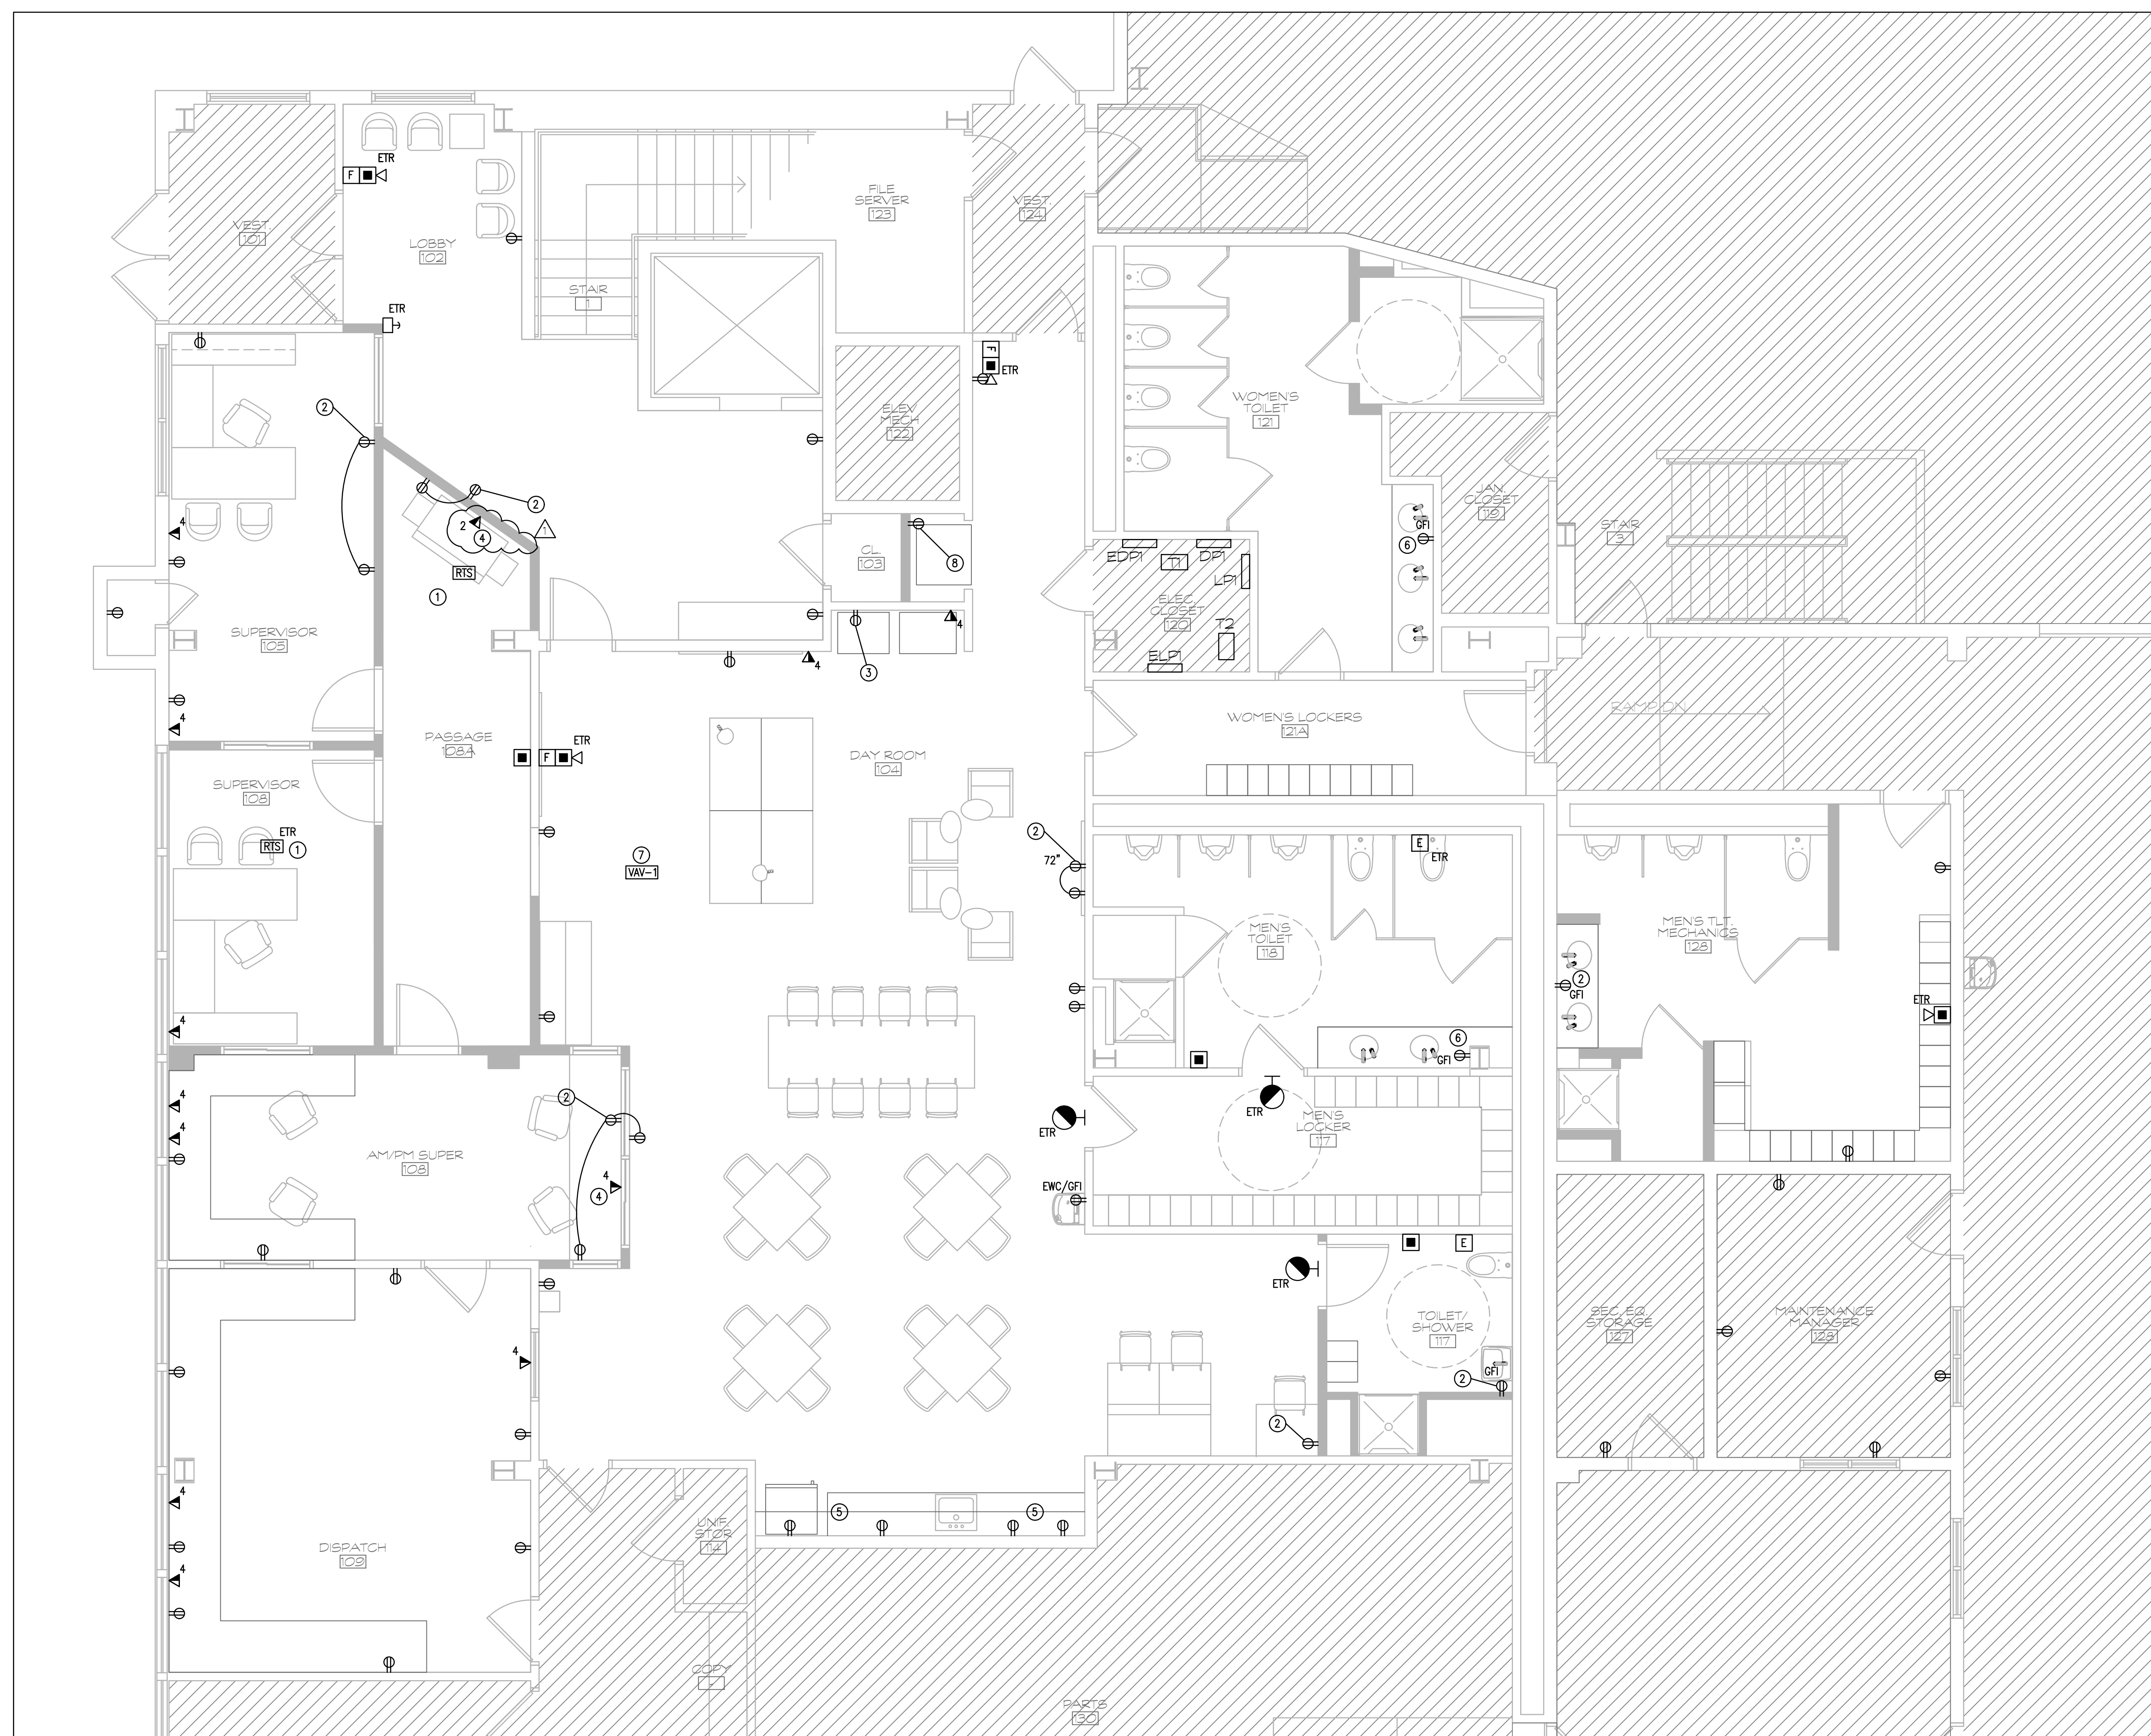 ETR
F
VEST.
101
LOBBY
102
FILE
SERVER
123
VEST.
124
STAIR
1
ETR
F
ETR
ELEV
MECH
122
WOMEN'S
TOILET
121
2
2
2
4
1
4
RTS
1
CL.
103
8
GFI
6
JAN.
CLOSET
119
STAIR
3
EDP1
T1
DP1
LP1
ELEC.
CLOSET
120
T2
ELP1
4
3
4
SUPERVISOR
105
4
RAMP DN
WOMEN'S LOCKERS
121A
PASSAGE
108A
F
ETR
DAY ROOM
104
SUPERVISOR
108
ETR
RTS
1
7
VAV-1
2
72"
E
ETR
MEN'S
TOILET
118
MEN'S TLT.
MECHANICS
128
2
GFI
ETR
4
6
GFI
4
2
ETR
ETR
MEN'S
LOCKER
117
4
AM/PM SUPER
108
4
4
EWC/GFI
E
ETR
TOILET/
SHOWER
117
SEC. EQ.
STORAGE
127
MAINTENANCE
MANAGER
128
4
GFI
2
2
4
5
5
UNIF.
STOR
114
DISPATCH
109
4
COPY
-
PARTS
130